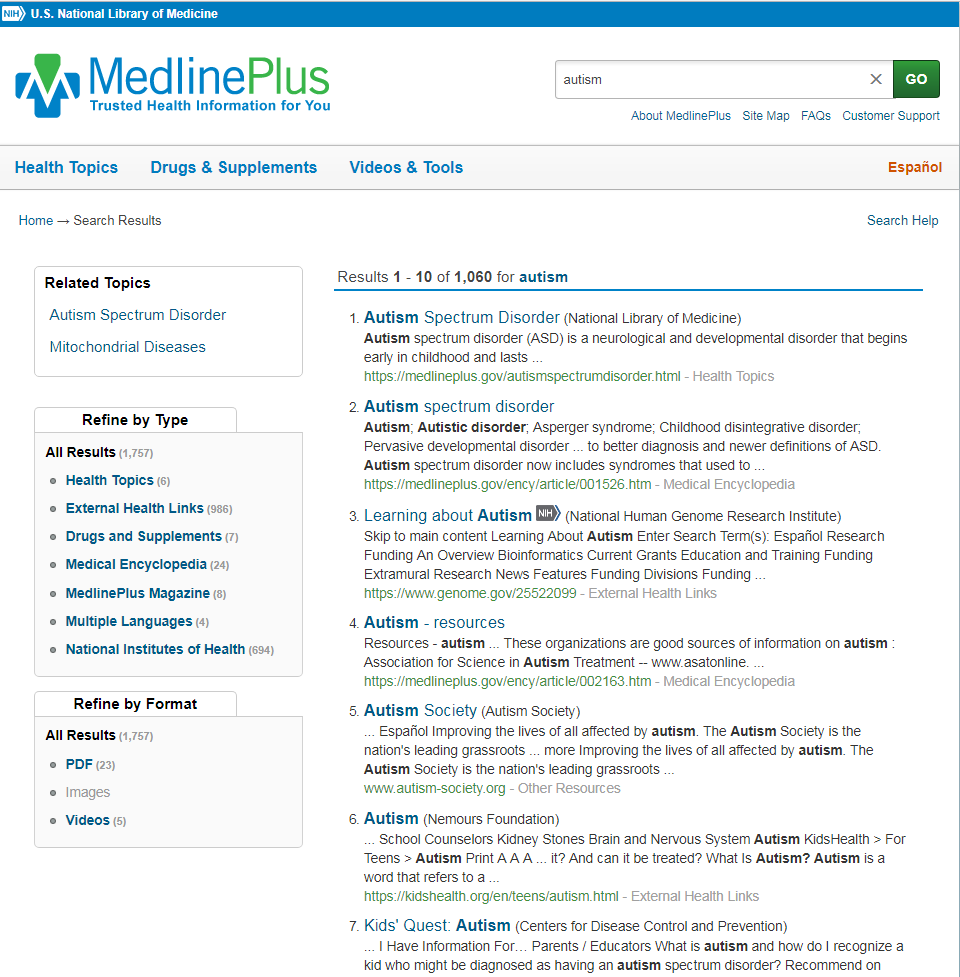 NIH U.S. National Library of Medicine
MedlinePlus
Trusted Health Information for You
autism × GO
About MedlinePlus Site Map FAQs Customer Support
Health Topics Drugs & Supplements Videos & Tools Español
Home → Search Results Search Help
Related Topics
Autism Spectrum Disorder
Mitochondrial Diseases
Refine by Type
All Results (1,757)
Health Topics (6)
External Health Links (986)
Drugs and Supplements (7)
Medical Encyclopedia (24)
MedlinePlus Magazine (8)
Multiple Languages (4)
National Institutes of Health (694)
Refine by Format
All Results (1,757)
PDF (23)
Images
Videos (5)
Results 1 - 10 of 1,060 for autism
1. Autism Spectrum Disorder (National Library of Medicine)
Autism spectrum disorder (ASD) is a neurological and developmental disorder that begins
early in childhood and lasts ...
https://medlineplus.gov/autismspectrumdisorder.html - Health Topics
2. Autism spectrum disorder
Autism; Autistic disorder; Asperger syndrome; Childhood disintegrative disorder;
Pervasive developmental disorder ... to better diagnosis and newer definitions of ASD.
Autism spectrum disorder now includes syndromes that used to ...
https://medlineplus.gov/ency/article/001526.htm - Medical Encyclopedia
3. Learning about Autism NIH (National Human Genome Research Institute)
Skip to main content Learning About Autism Enter Search Term(s): Español Research
Funding An Overview Bioinformatics Current Grants Education and Training Funding
Extramural Research News Features Funding Divisions Funding ...
https://www.genome.gov/25522099 - External Health Links
4. Autism - resources
Resources - autism ... These organizations are good sources of information on autism :
Association for Science in Autism Treatment -- www.asatonline. ...
https://medlineplus.gov/ency/article/002163.htm - Medical Encyclopedia
5. Autism Society (Autism Society)
... Español Improving the lives of all affected by autism. The Autism Society is the
nation's leading grassroots ... more Improving the lives of all affected by autism. The
Autism Society is the nation's leading grassroots ...
www.autism-society.org - Other Resources
6. Autism (Nemours Foundation)
... School Counselors Kidney Stones Brain and Nervous System Autism KidsHealth > For
Teens > Autism Print A A A ... it? And can it be treated? What Is Autism? Autism is a
word that refers to a ...
https://kidshealth.org/en/teens/autism.html - External Health Links
7. Kids' Quest: Autism (Centers for Disease Control and Prevention)
... I Have Information For… Parents / Educators What is autism and how do I recognize a
kid who might be diagnosed as having an autism spectrum disorder? Recommend on